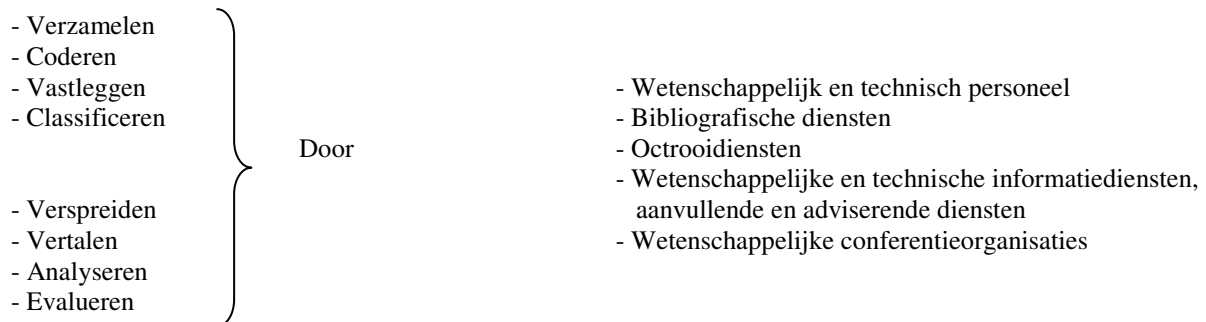 - Verzamelen
- Coderen
- Vastleggen
- Classificeren
- Verspreiden
- Vertalen
- Analyseren
- Evalueren
Door
- Wetenschappelijk en technisch personeel
- Bibliografische diensten
- Octrooidiensten
- Wetenschappelijke en technische informatiediensten,
aanvullende en adviserende diensten
- Wetenschappelijke conferentieorganisaties